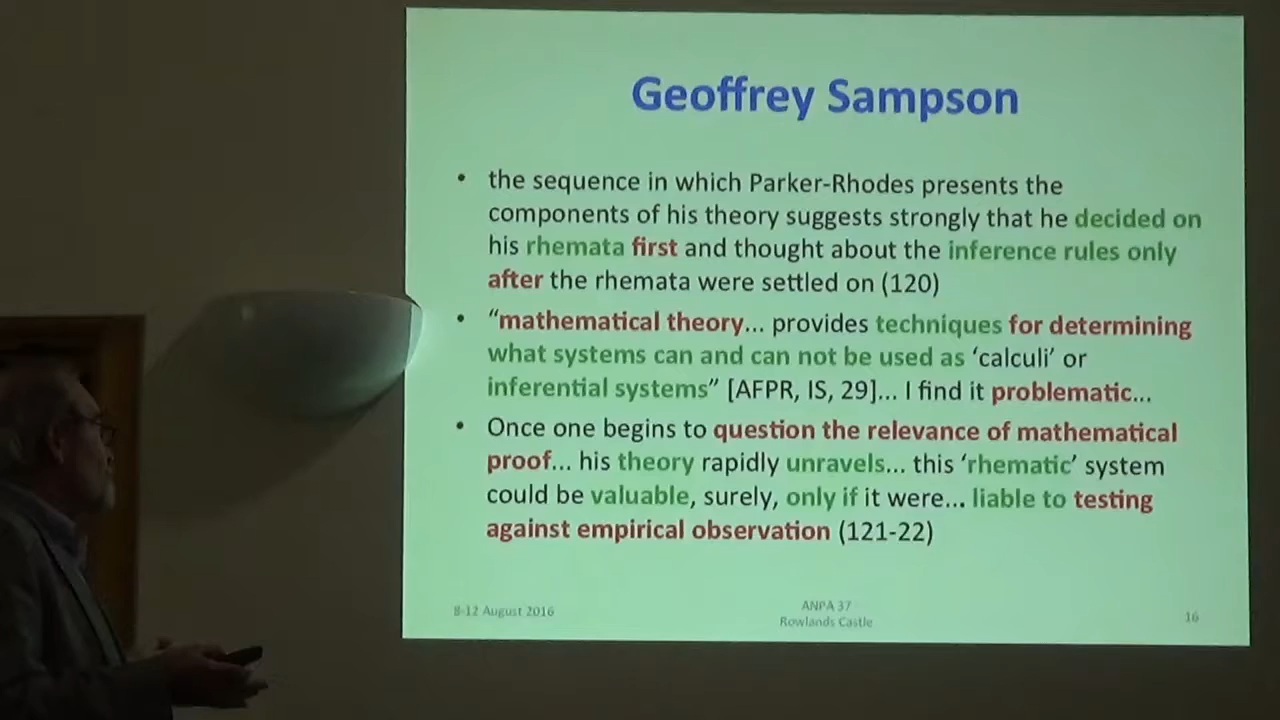 Geoffrey Sampson
• the sequence in which Parker-Rhodes presents the
components of his theory suggests strongly that he decided on
his rhemata first and thought about the inference rules only
after the rhemata were settled on (120)
• “mathematical theory... provides techniques for determining
what systems can and can not be used as ‘calculi’ or
inferential systems” [AFPR, IS, 29]... I find it problematic...
• Once one begins to question the relevance of mathematical
proof... his theory rapidly unravels... this ‘rhematic’ system
could be valuable, surely, only if it were... liable to testing
against empirical observation (121-22)
8-12 August 2016
ANPA 37
Rowlands Castle
16